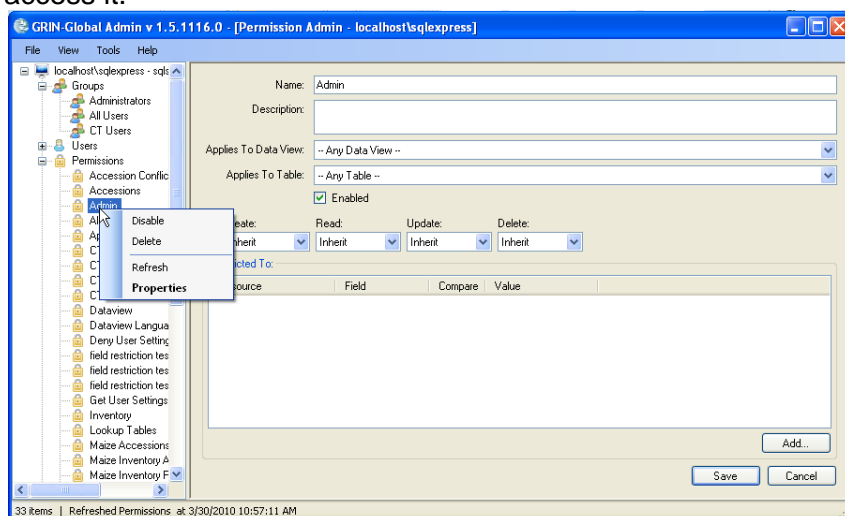 access it.
GRIN-Global Admin v 1.5.1116.0 - [Permission Admin - localhost\sqlexpress]
File View Tools Help
localhost\sqlexpress - sqls
Groups
Administrators
All Users
CT Users
Users
Permissions
Accession Conflic
Accessions
Admin
Disable
Delete
Refresh
Properties
Dataview
Dataview Langua
Deny User Setting
field restriction tes
field restriction tes
field restriction tes
Get User Settings
Inventory
Lookup Tables
Maize Accessions
Maize Inventory A
Maize Inventory F
Name: Admin
Description:
Applies To Data View: -- Any Data View --
Applies To Table: -- Any Table --
Enabled
eate: Read: Update: Delete:
nherit Inherit Inherit Inherit
icted To:
ource Field Compare Value
Add...
Save Cancel
33 items | Refreshed Permissions at 3/30/2010 10:57:11 AM